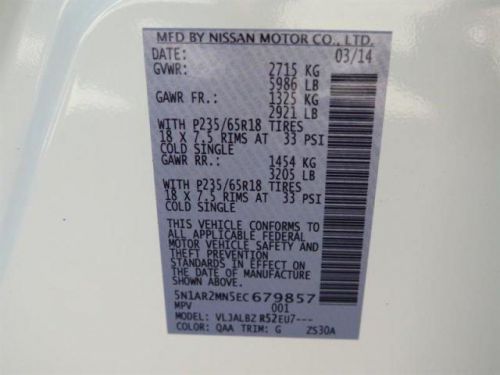 MFD BY NISSAN MOTOR CO., LTD.
DATE: 03/14
GVWR: 2715 KG
5986 LB
GAWR FR.: 1325 KG
2921 LB
WITH P235/65R18 TIRES
18 X 7.5 RIMS AT 33 PSI
COLD SINGLE
GAWR RR.: 1454 KG
3205 LB
WITH P235/65R18 TIRES
18 X 7.5 RIMS AT 33 PSI
COLD SINGLE
THIS VEHICLE CONFORMS TO
ALL APPLICABLE FEDERAL
MOTOR VEHICLE SAFETY AND
THEFT PREVENTION
STANDARDS IN EFFECT ON
THE DATE OF MANUFACTURE
SHOWN ABOVE.
5N1AR2MN5EC679857
MPV 001
MODEL: VLJALBZ R52EU7---
COLOR: QAA TRIM: G ZS30A